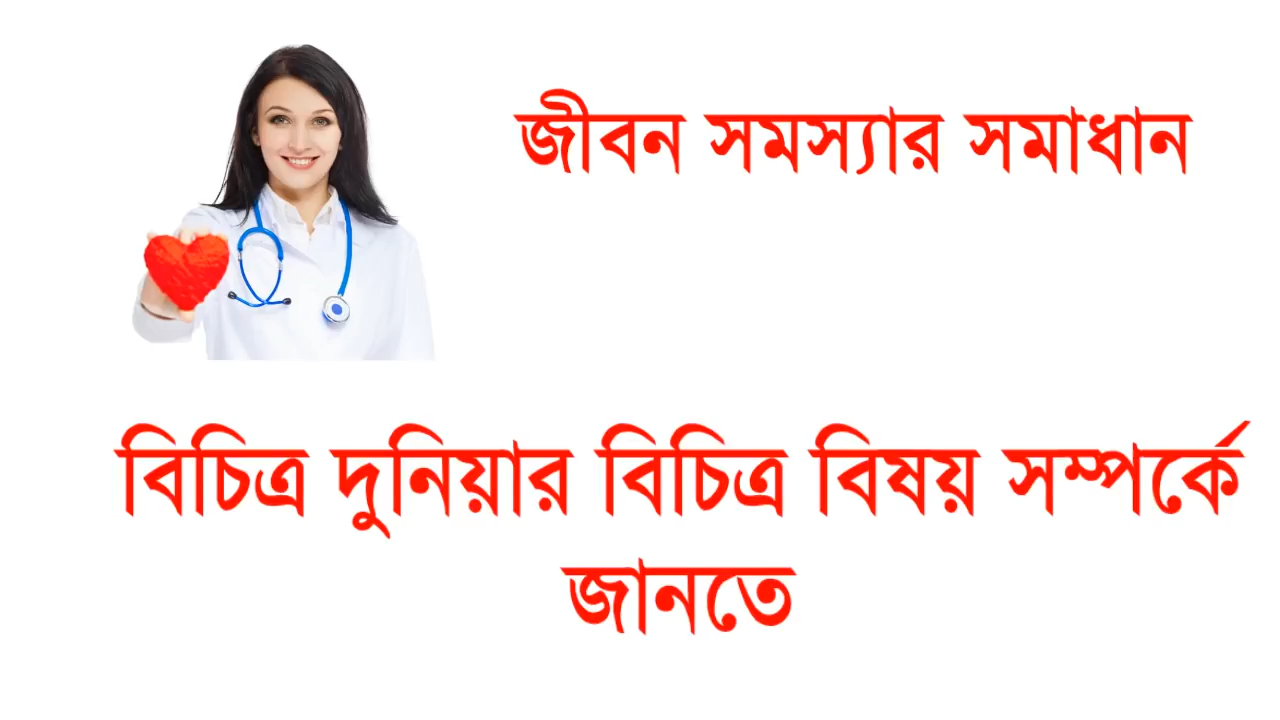 জীবন সমস্যার সমাধান
বিচিত্র দুনিয়ার বিচিত্র বিষয় সম্পর্কে
জানতে